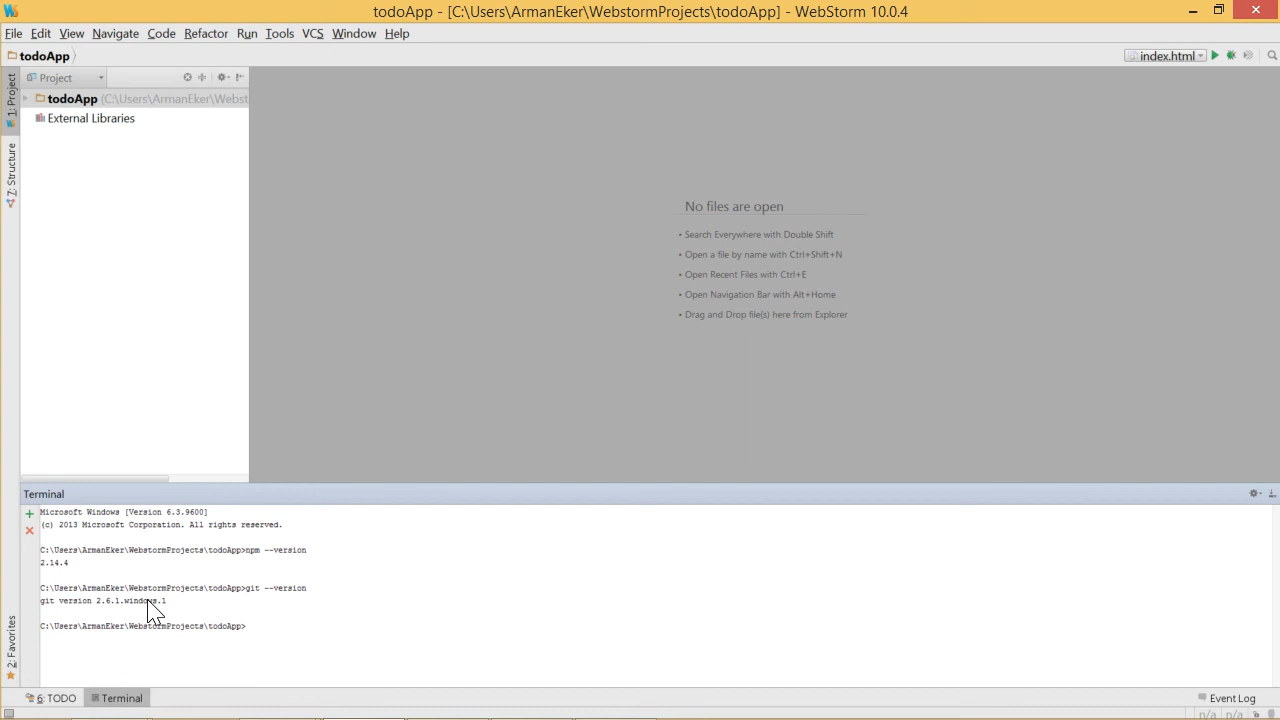 todoApp - [C:\Users\ArmanEker\WebstormProjects\todoApp] - WebStorm 10.0.4
File Edit View Navigate Code Refactor Run Tools VCS Window Help
todoApp
index.html
1: Project
Project
todoApp (C:\Users\ArmanEker\Webst
External Libraries
7: Structure
No files are open
• Search Everywhere with Double Shift
• Open a file by name with Ctrl+Shift+N
• Open Recent Files with Ctrl+E
• Open Navigation Bar with Alt+Home
• Drag and Drop file(s) here from Explorer
Terminal
Microsoft Windows [Version 6.3.9600]
(c) 2013 Microsoft Corporation. All rights reserved.
C:\Users\ArmanEker\WebstormProjects\todoApp>npm --version
2.14.4
C:\Users\ArmanEker\WebstormProjects\todoApp>git --version
git version 2.6.1.windows.1
C:\Users\ArmanEker\WebstormProjects\todoApp>
2: Favorites
6: TODO
Terminal
Event Log
n/a n/a